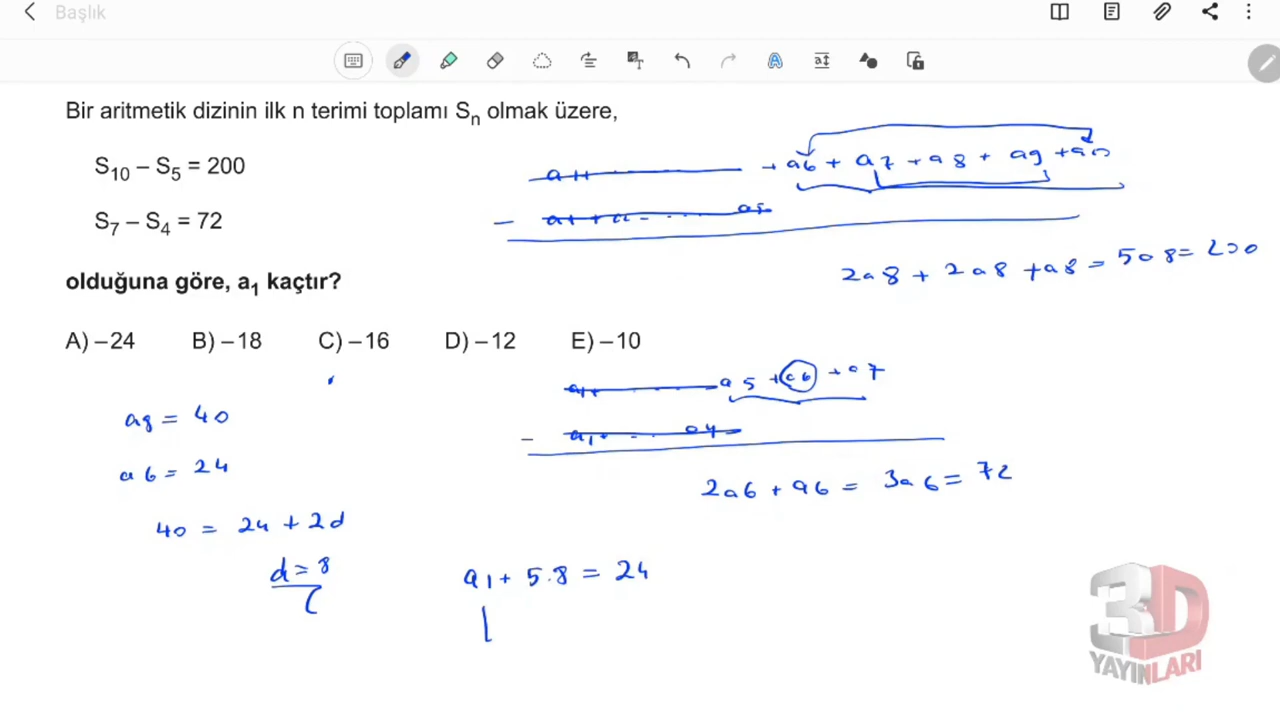 Başlık
Bir aritmetik dizinin ilk n terimi toplamı Sn olmak üzere,
S10 – S5 = 200
S7 – S4 = 72
olduğuna göre, a1 kaçtır?
A) –24 B) –18 C) –16 D) –12 E) –10
+ a6 + a7 + a8 + a9 + a10
2a8 + 2a8 + a8 = 5a8 = 200
a5 + a6 + a7
2a6 + a6 = 3a6 = 72
a8 = 40
a6 = 24
40 = 24 + 2d
d = 8
a1 + 5.8 = 24
3D
YAYINLARI